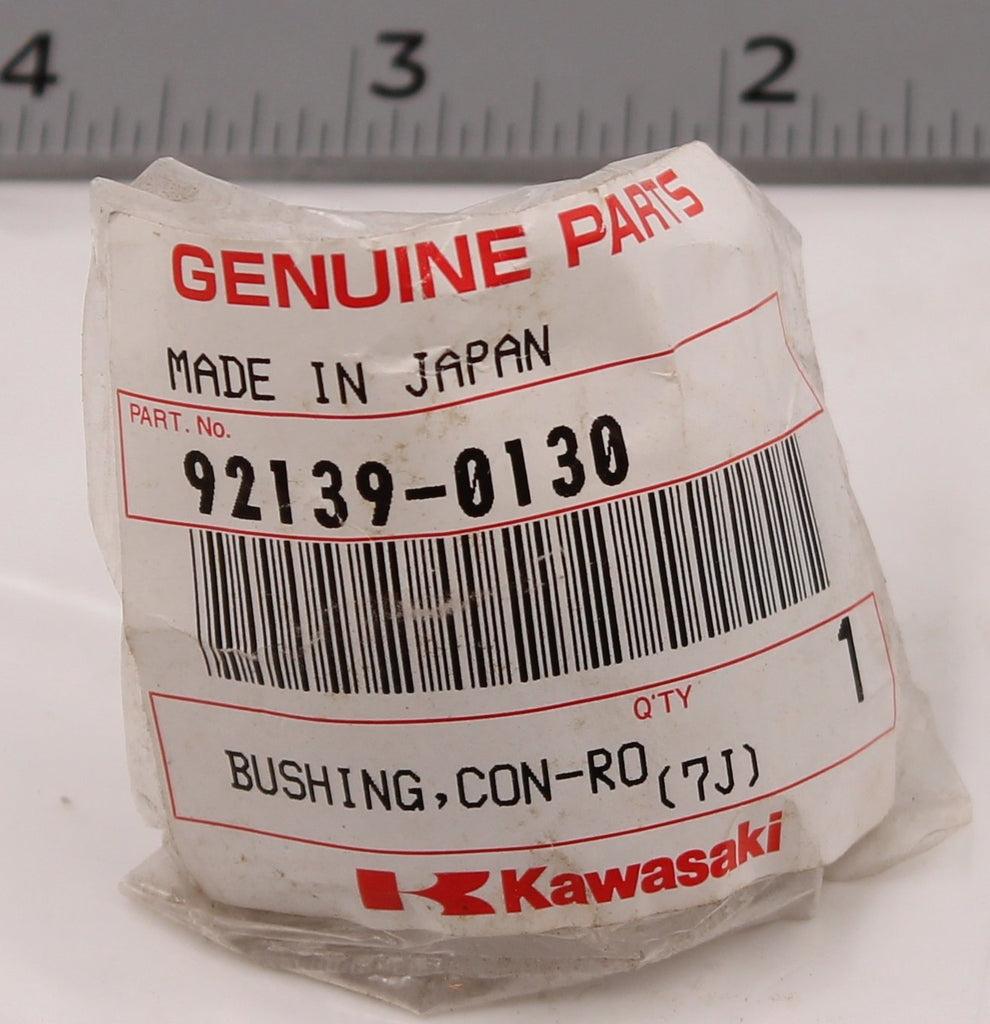 4 3 2
GENUINE PARTS
MADE IN JAPAN
PART. No.
92139-0130
Q'TY 1
BUSHING,CON-RO(7J)
Kawasaki